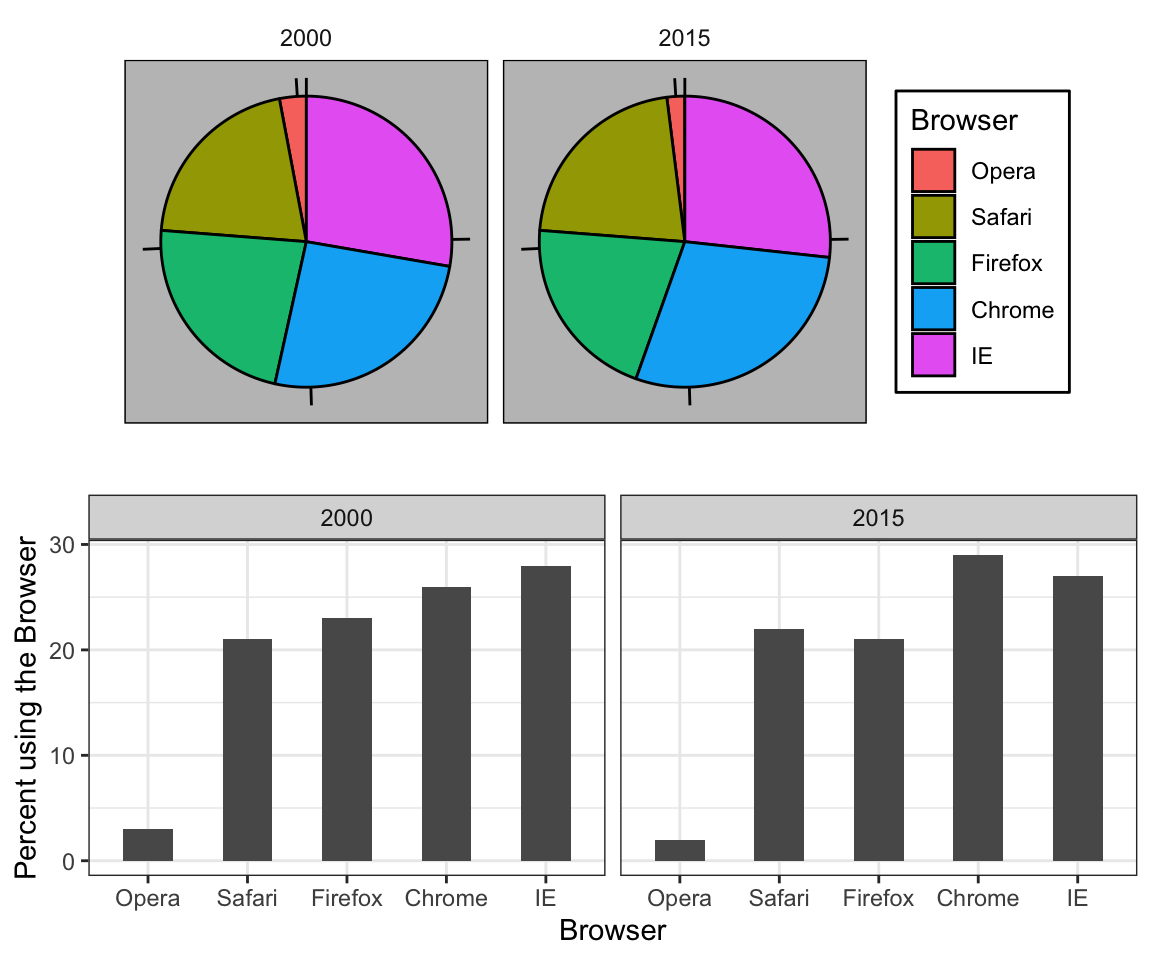 2000
2015
Browser
Opera
Safari
Firefox
Chrome
IE
2000
2015
Percent using the Browser
30
20
10
0
Opera Safari Firefox Chrome IE
Opera Safari Firefox Chrome IE
Browser